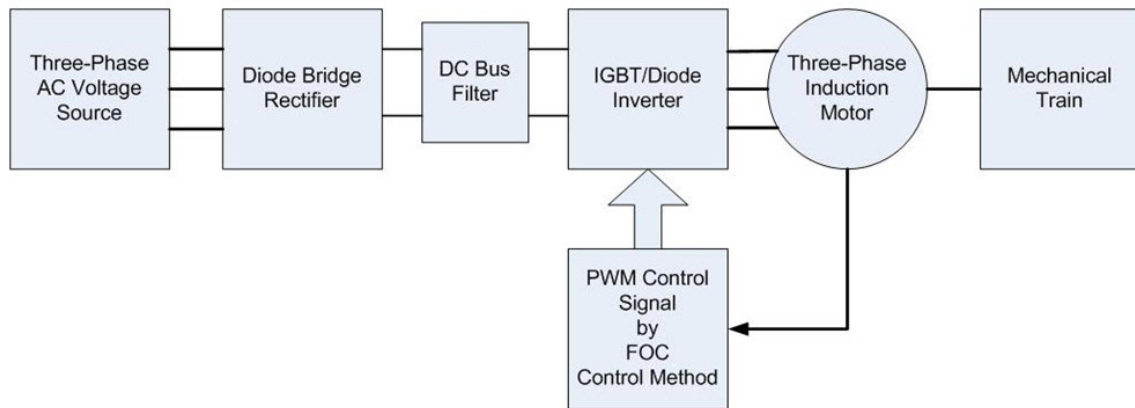 Three-Phase
AC Voltage
Source
Diode Bridge
Rectifier
DC Bus
Filter
IGBT/Diode
Inverter
Three-Phase
Induction
Motor
Mechanical
Train
PWM Control
Signal
by
FOC
Control Method